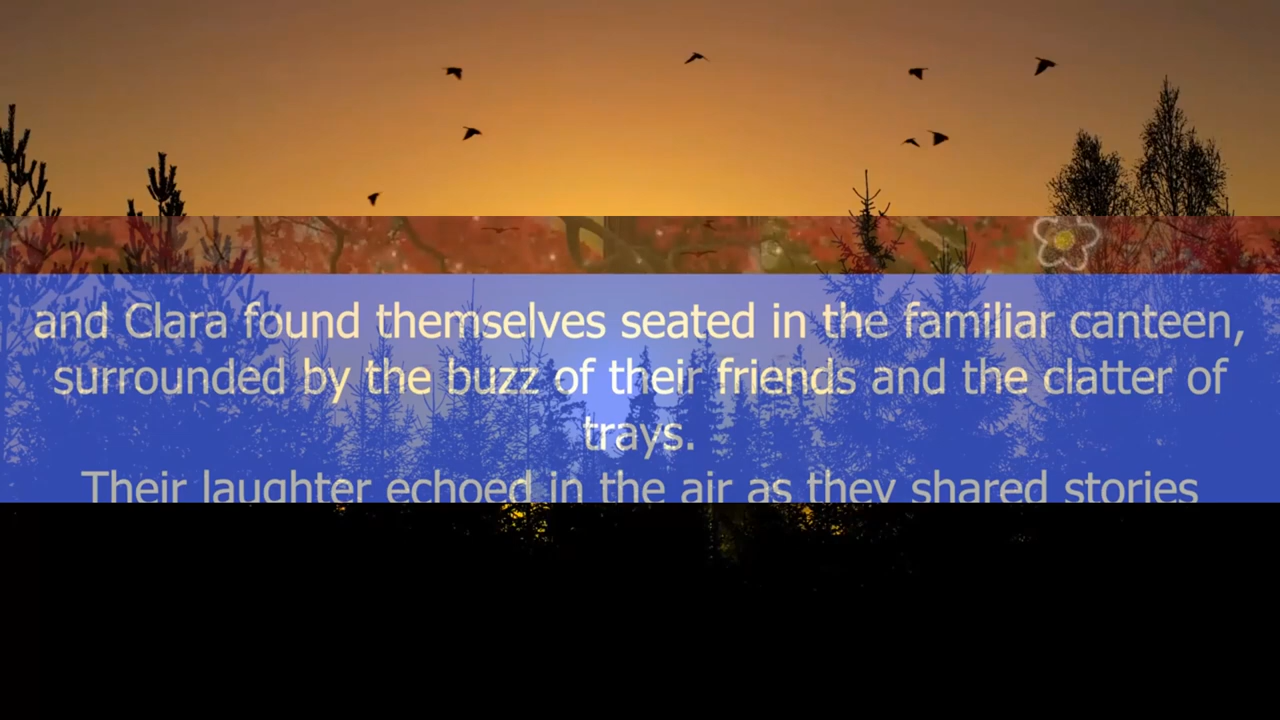 and Clara found themselves seated in the familiar canteen,
surrounded by the buzz of their friends and the clatter of
trays.
Their laughter echoed in the air as they shared stories